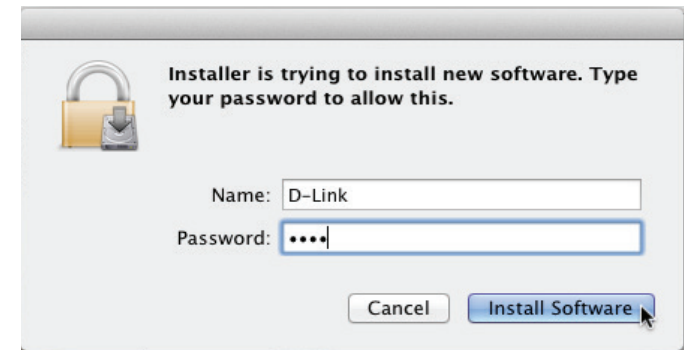 Installer is trying to install new software. Type
your password to allow this.
Name: D-Link
Password: ••••
Cancel Install Software